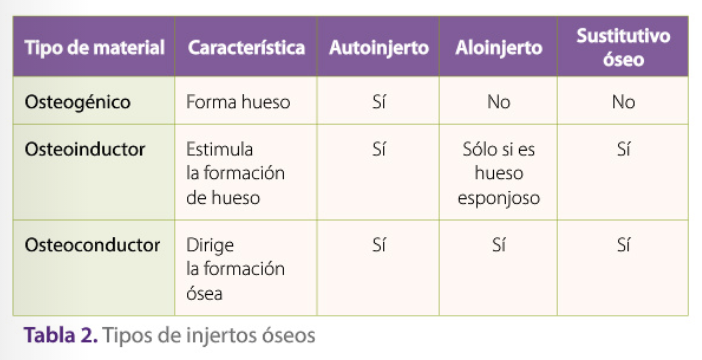 Tipo de material Característica Autoinjerto Aloinjerto Sustitutivo óseo
Osteogénico Forma hueso Sí No No
Osteoinductor Estimula la formación de hueso Sí Sólo si es hueso esponjoso Sí
Osteoconductor Dirige la formación ósea Sí Sí Sí
Tabla 2. Tipos de injertos óseos